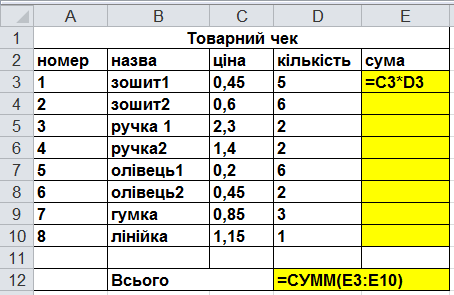 A B C D E
1 Товарний чек
2 номер назва ціна кількість сума
3 1 зошит1 0,45 5 =C3*D3
4 2 зошит2 0,6 6
5 3 ручка 1 2,3 2
6 4 ручка2 1,4 2
7 5 олівець1 0,2 6
8 6 олівець2 0,45 2
9 7 гумка 0,85 3
10 8 лінійка 1,15 1
11
12 Всього =СУММ(E3:E10)